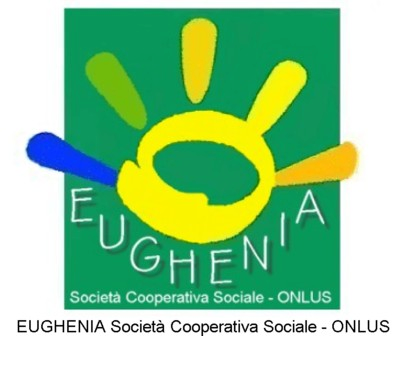 EUGHENIA
Società Cooperativa Sociale - ONLUS
EUGHENIA Società Cooperativa Sociale - ONLUS